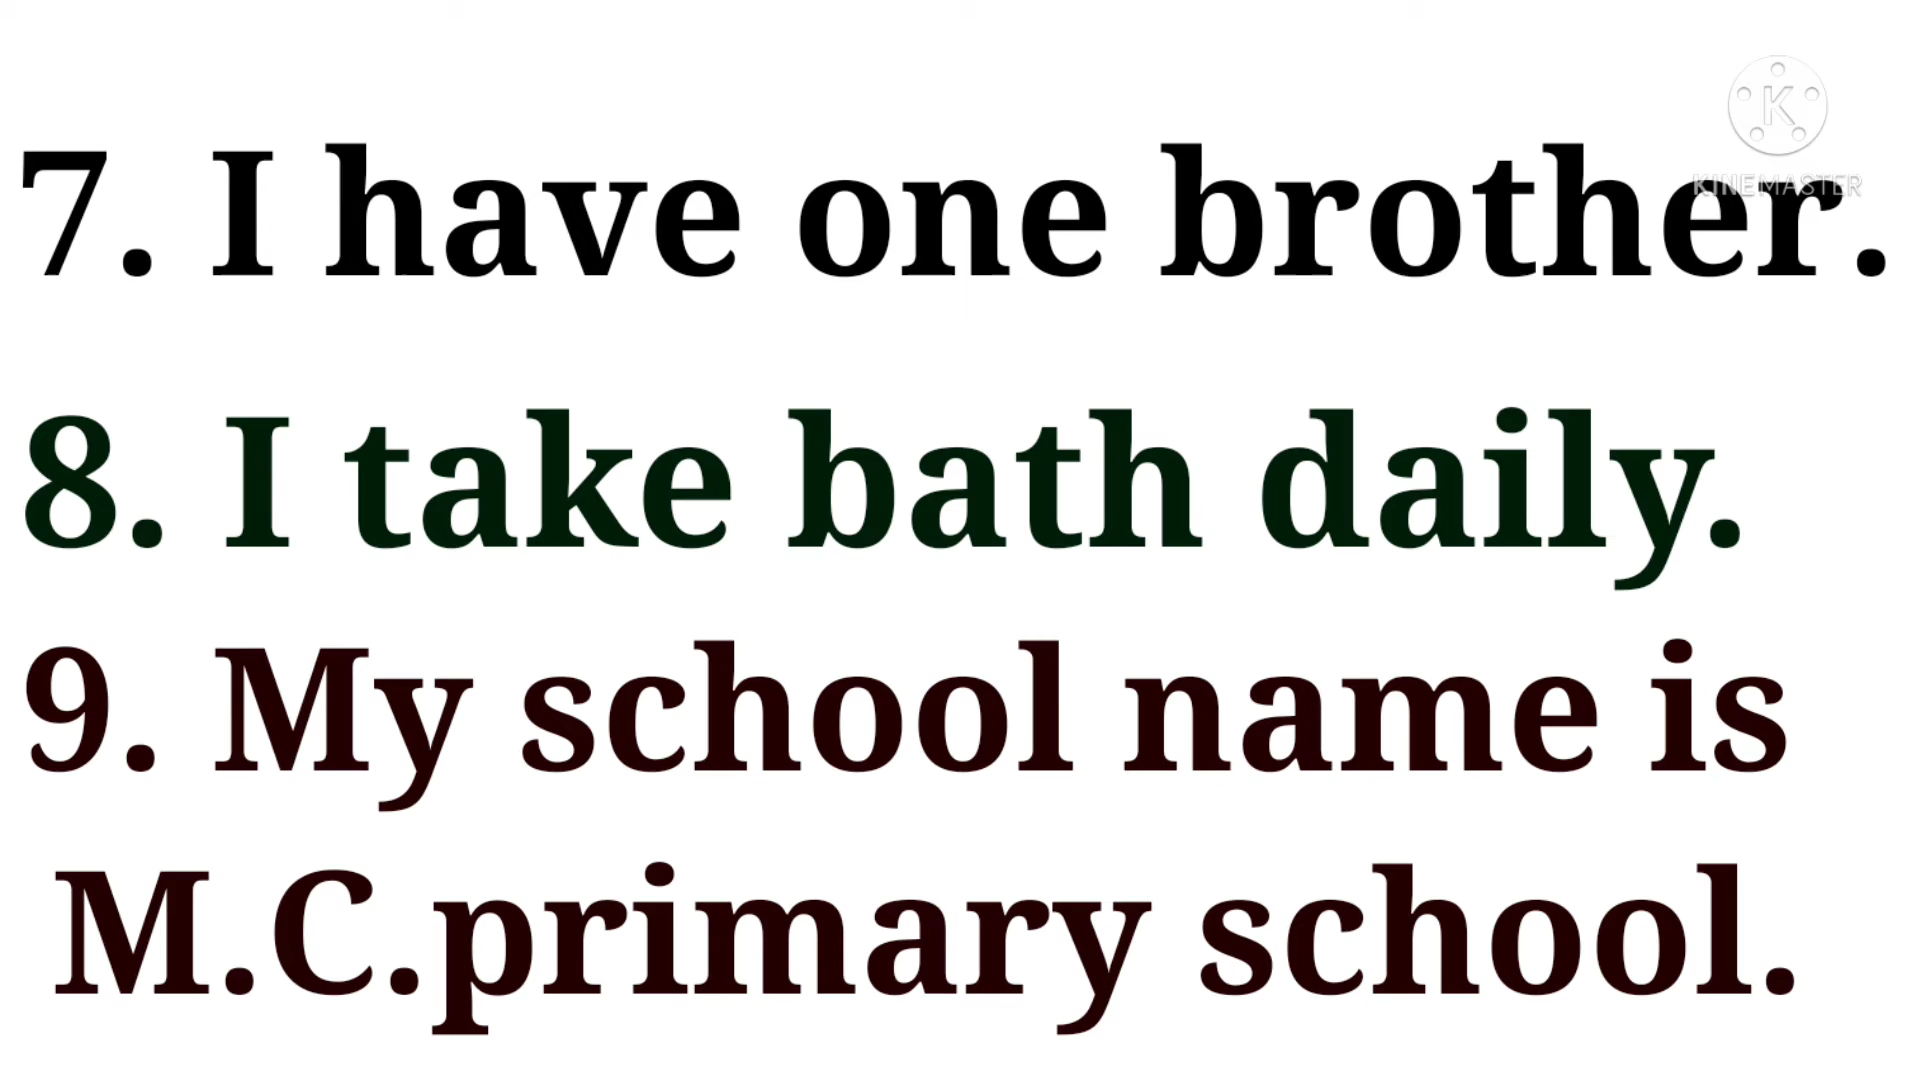 K
KINEMASTER
7. I have one brother.
8. I take bath daily.
9. My school name is
M.C.primary school.